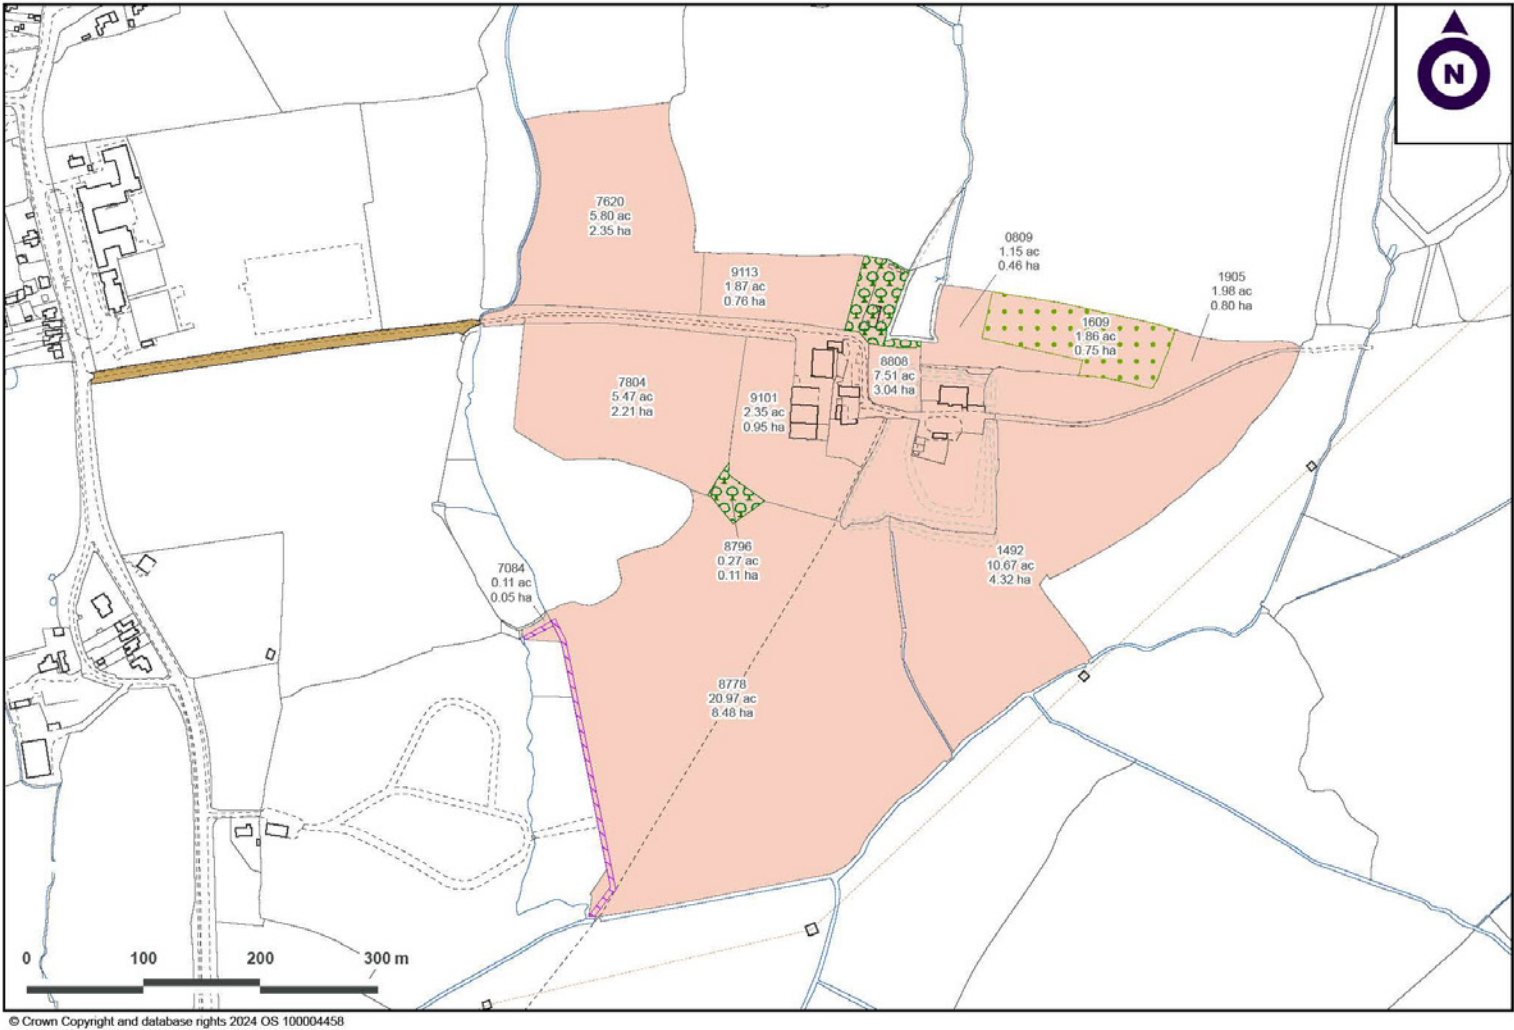 N
7620
5.80 ac
2.35 ha
9113
1.87 ac
0.76 ha
0809
1.15 ac
0.46 ha
1905
1.98 ac
0.80 ha
1609
1.86 ac
0.75 ha
8808
7.51 ac
3.04 ha
7804
5.47 ac
2.21 ha
9101
2.35 ac
0.95 ha
8796
0.27 ac
0.11 ha
1492
10.67 ac
4.32 ha
7084
0.11 ac
0.05 ha
8778
20.97 ac
8.48 ha
0 100 200 300 m
© Crown Copyright and database rights 2024 OS 100004458